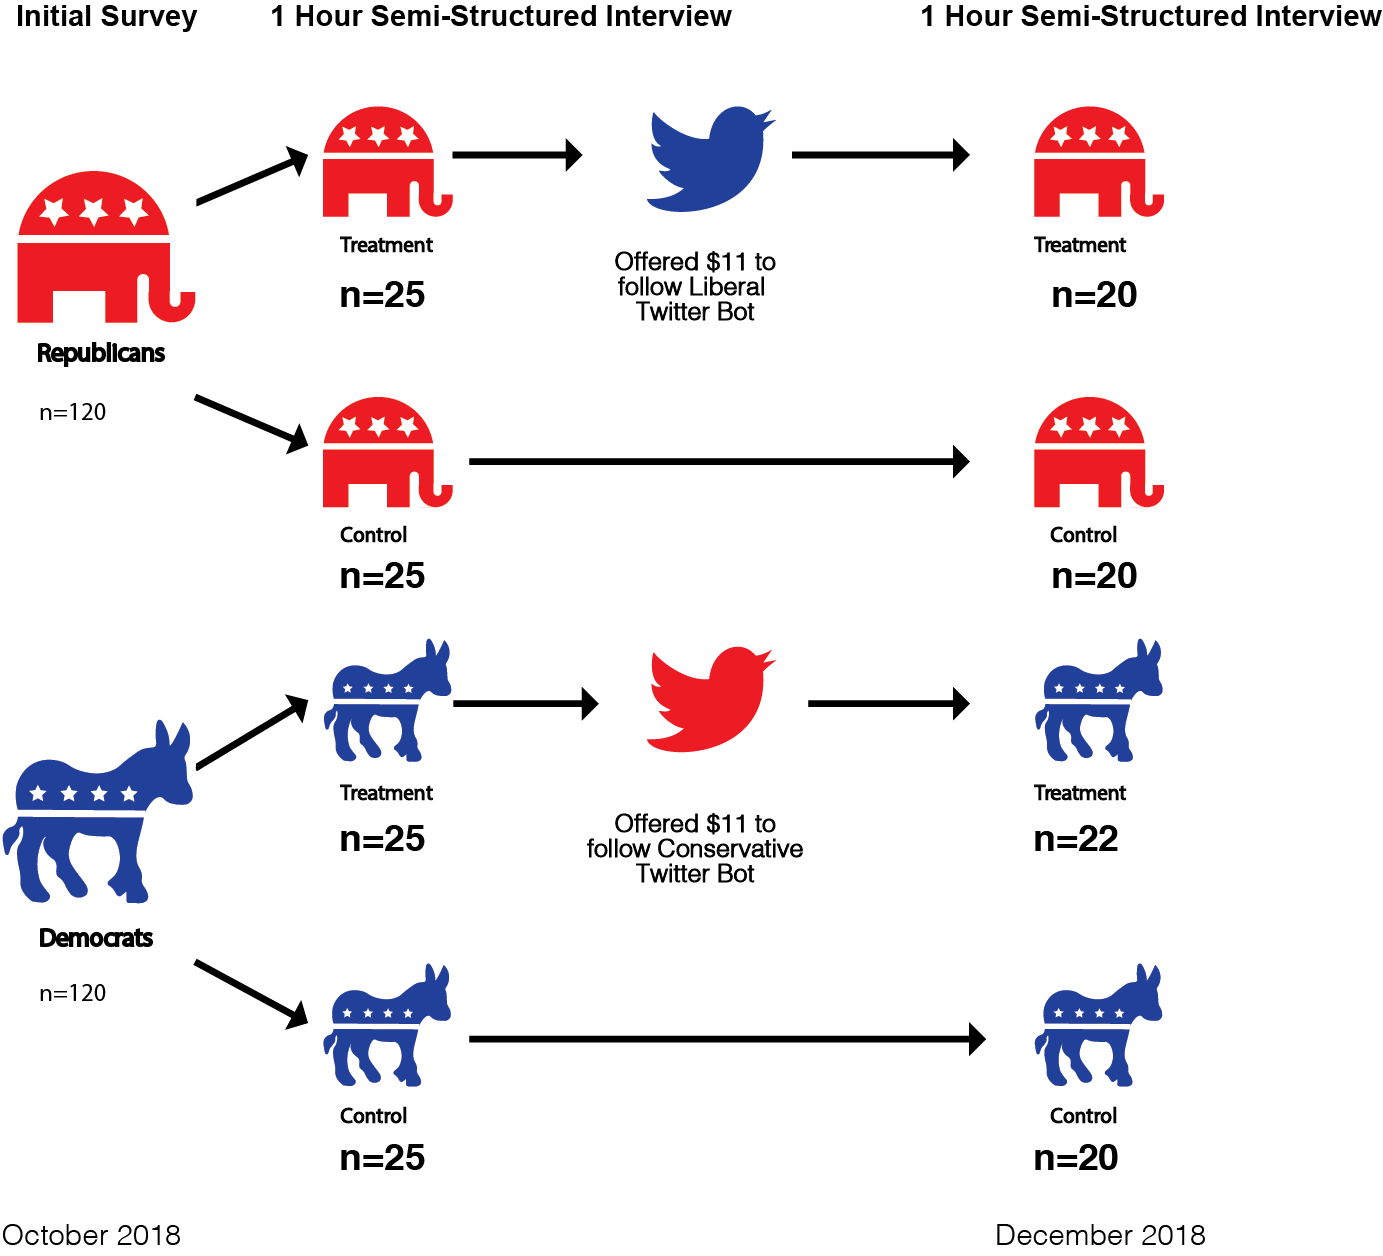 Initial Survey
1 Hour Semi-Structured Interview
1 Hour Semi-Structured Interview
Treatment
n=25
Offered $11 to
follow Liberal
Twitter Bot
Treatment
n=20
Republicans
n=120
Control
n=25
Control
n=20
Treatment
n=25
Offered $11 to
follow Conservative
Twitter Bot
Treatment
n=22
Democrats
n=120
Control
n=25
Control
n=20
October 2018
December 2018